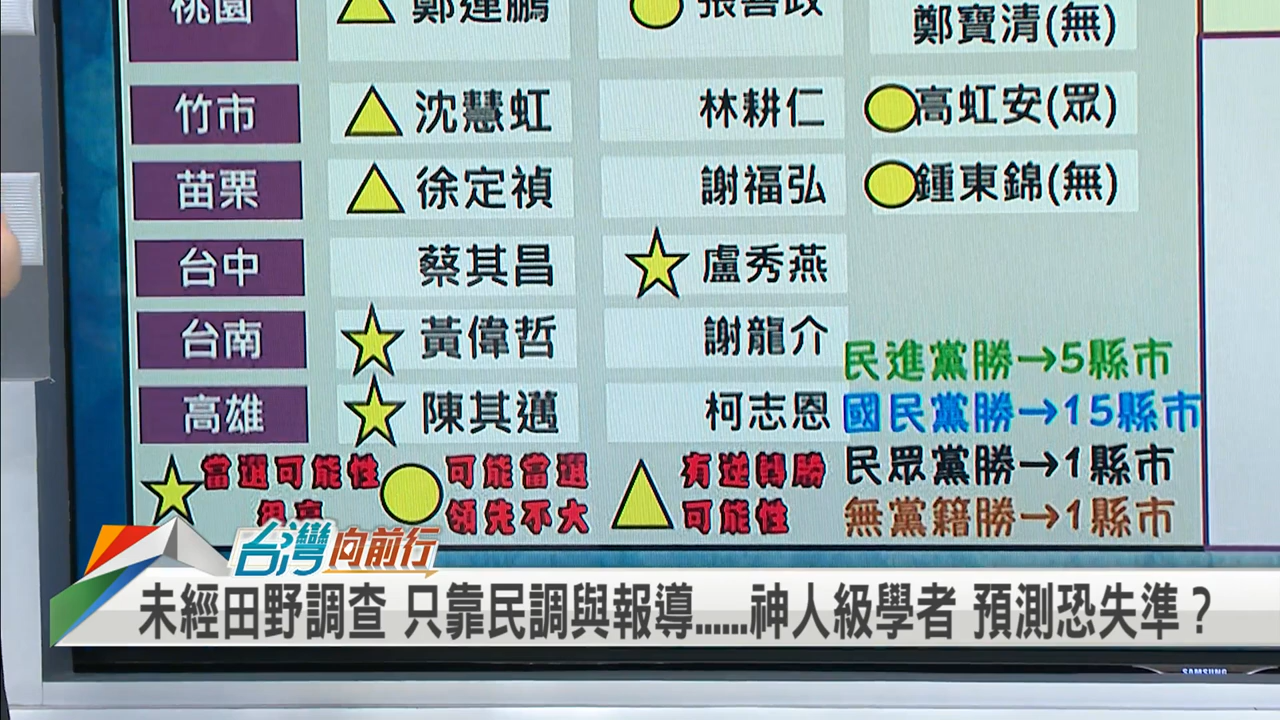 桃園 鄭運鵬 張善政 鄭寶清(無)
竹市 沈慧虹 林耕仁 高虹安(眾)
苗栗 徐定禎 謝福弘 鍾東錦(無)
台中 蔡其昌 盧秀燕
台南 黃偉哲 謝龍介
高雄 陳其邁 柯志恩
民進黨勝→5縣市
國民黨勝→15縣市
民眾黨勝→1縣市
無黨籍勝→1縣市
當選可能性
很高
可能當選
領先不大
有逆轉勝
可能性
台灣向前行
未經田野調查 只靠民調與報導……神人級學者 預測恐失準？
SAMSUNG